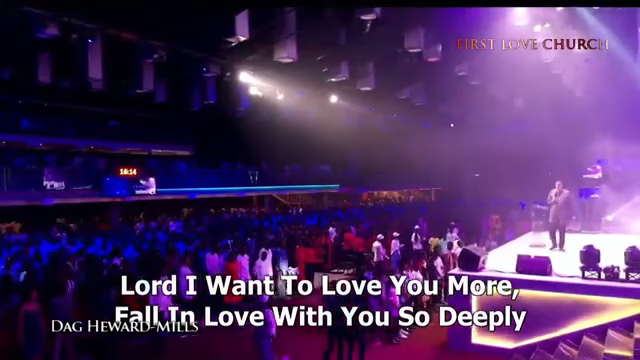 FIRST LOVE CHURCH
16:14
Lord I Want To Love You More,
Fall In Love With You So Deeply
DAG HEWARD-MILLS